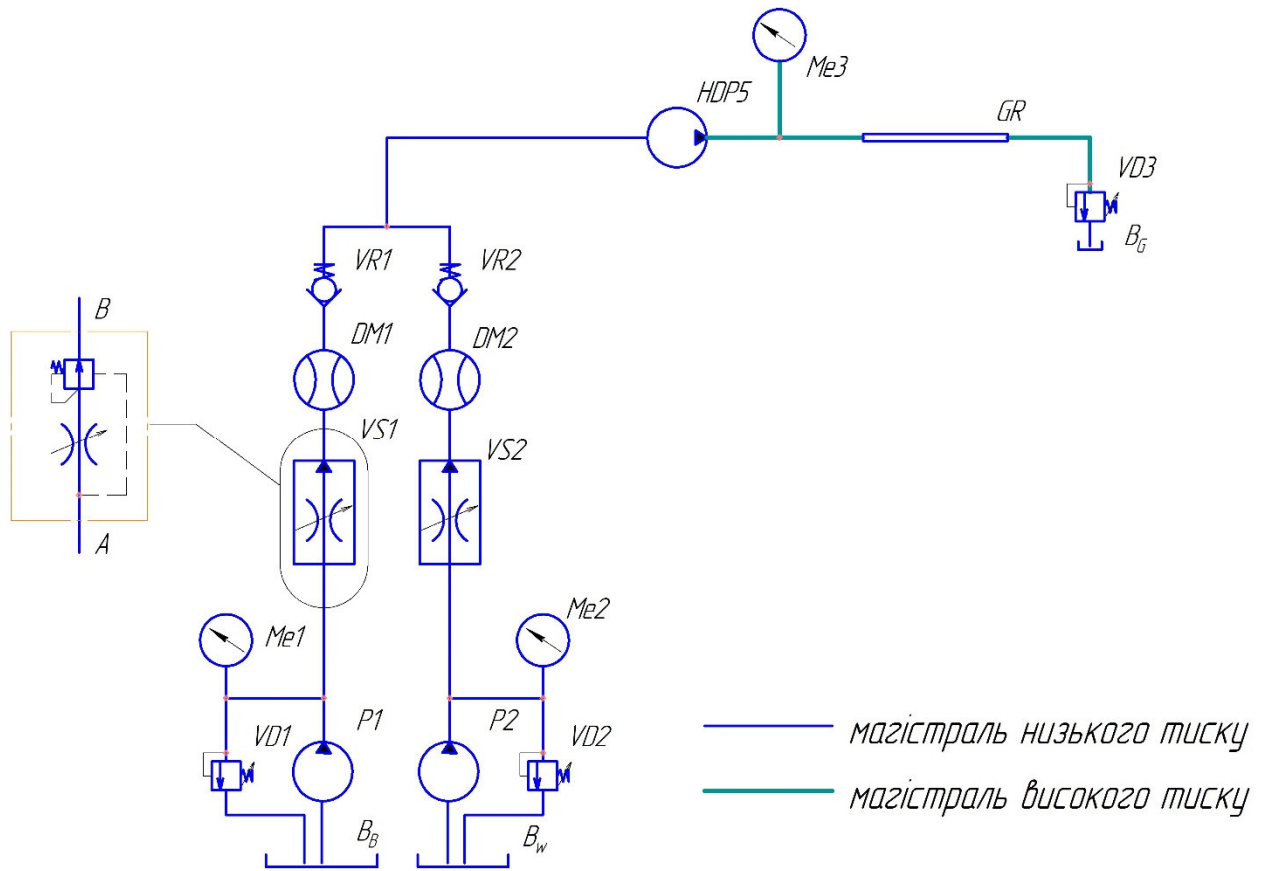 Me3
HDP5
GR
VD3
B_G
VR1
VR2
B
DM1
DM2
VS1
VS2
A
Me1
Me2
P1
P2
VD1
VD2
B_B
B_w
магістраль низького тиску
магістраль високого тиску